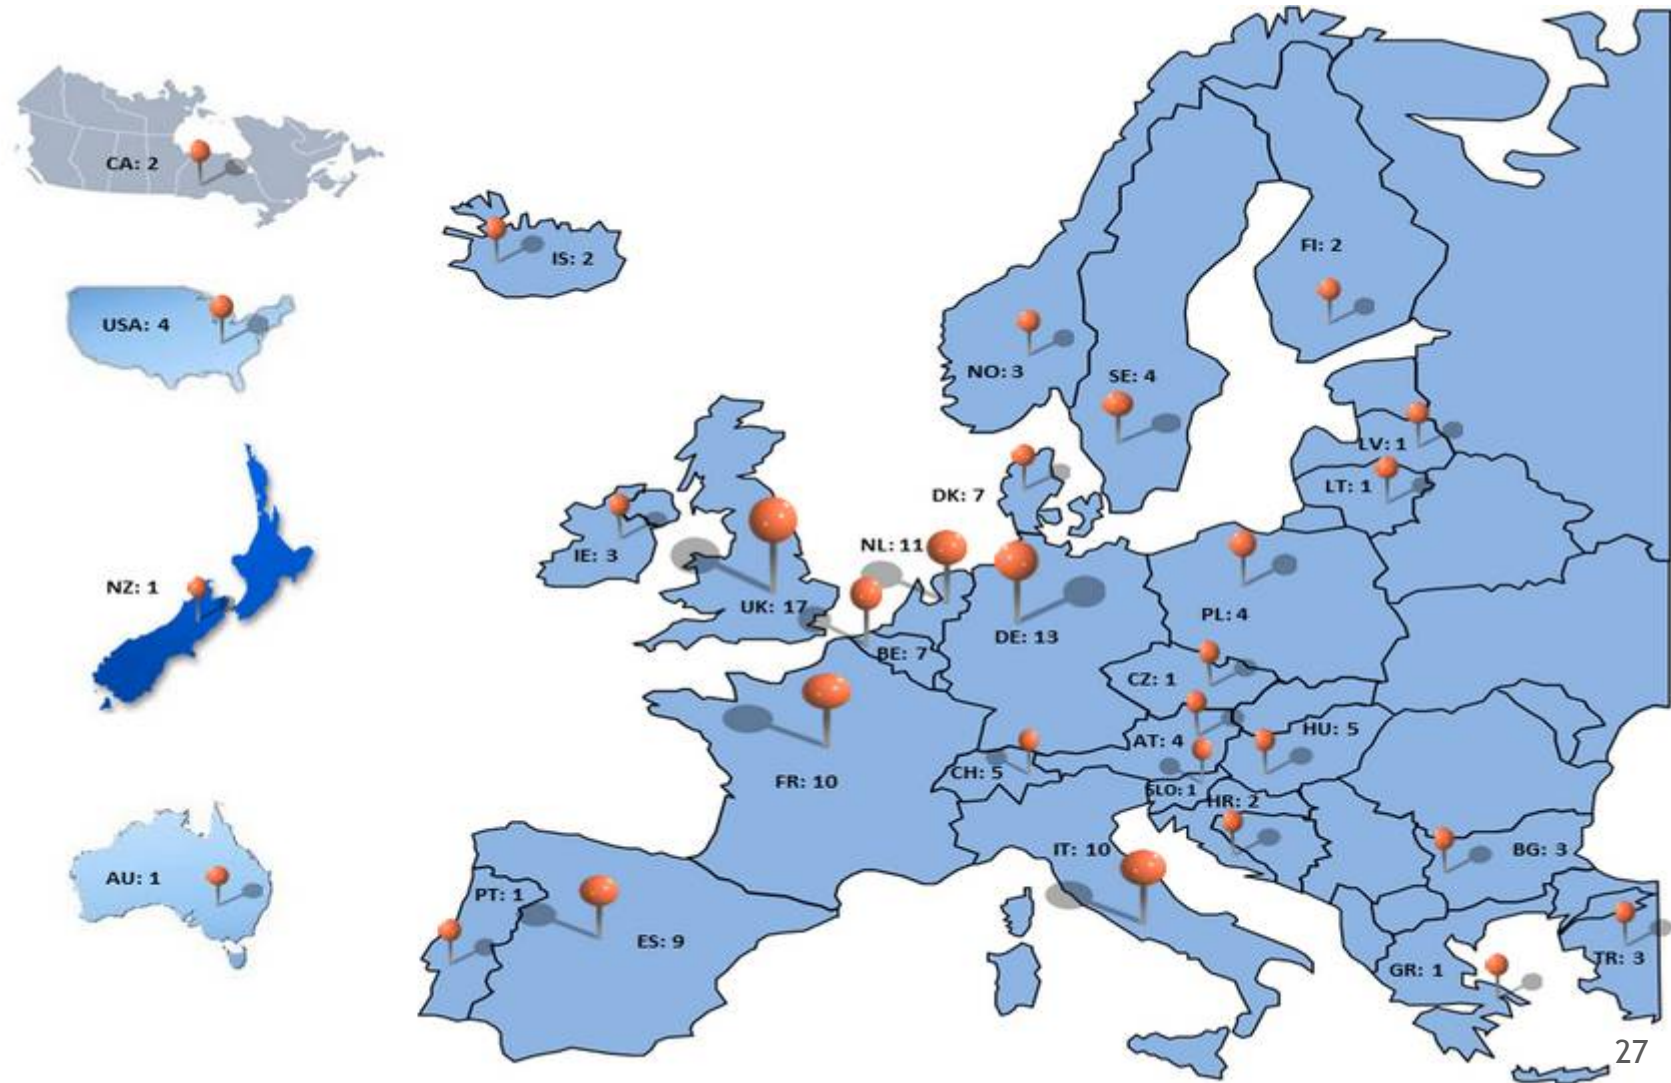 CA: 2
IS: 2
FI: 2
USA: 4
NO: 3
SE: 4
LV: 1
LT: 1
DK: 7
NL: 11
IE: 3
NZ: 1
UK: 17
PL: 4
DE: 13
BE: 7
CZ: 1
HU: 5
AT: 4
CH: 5
FR: 10
SLO: 1
HR: 2
IT: 10
BG: 3
AU: 1
PT: 1
ES: 9
TR: 3
GR: 1
27